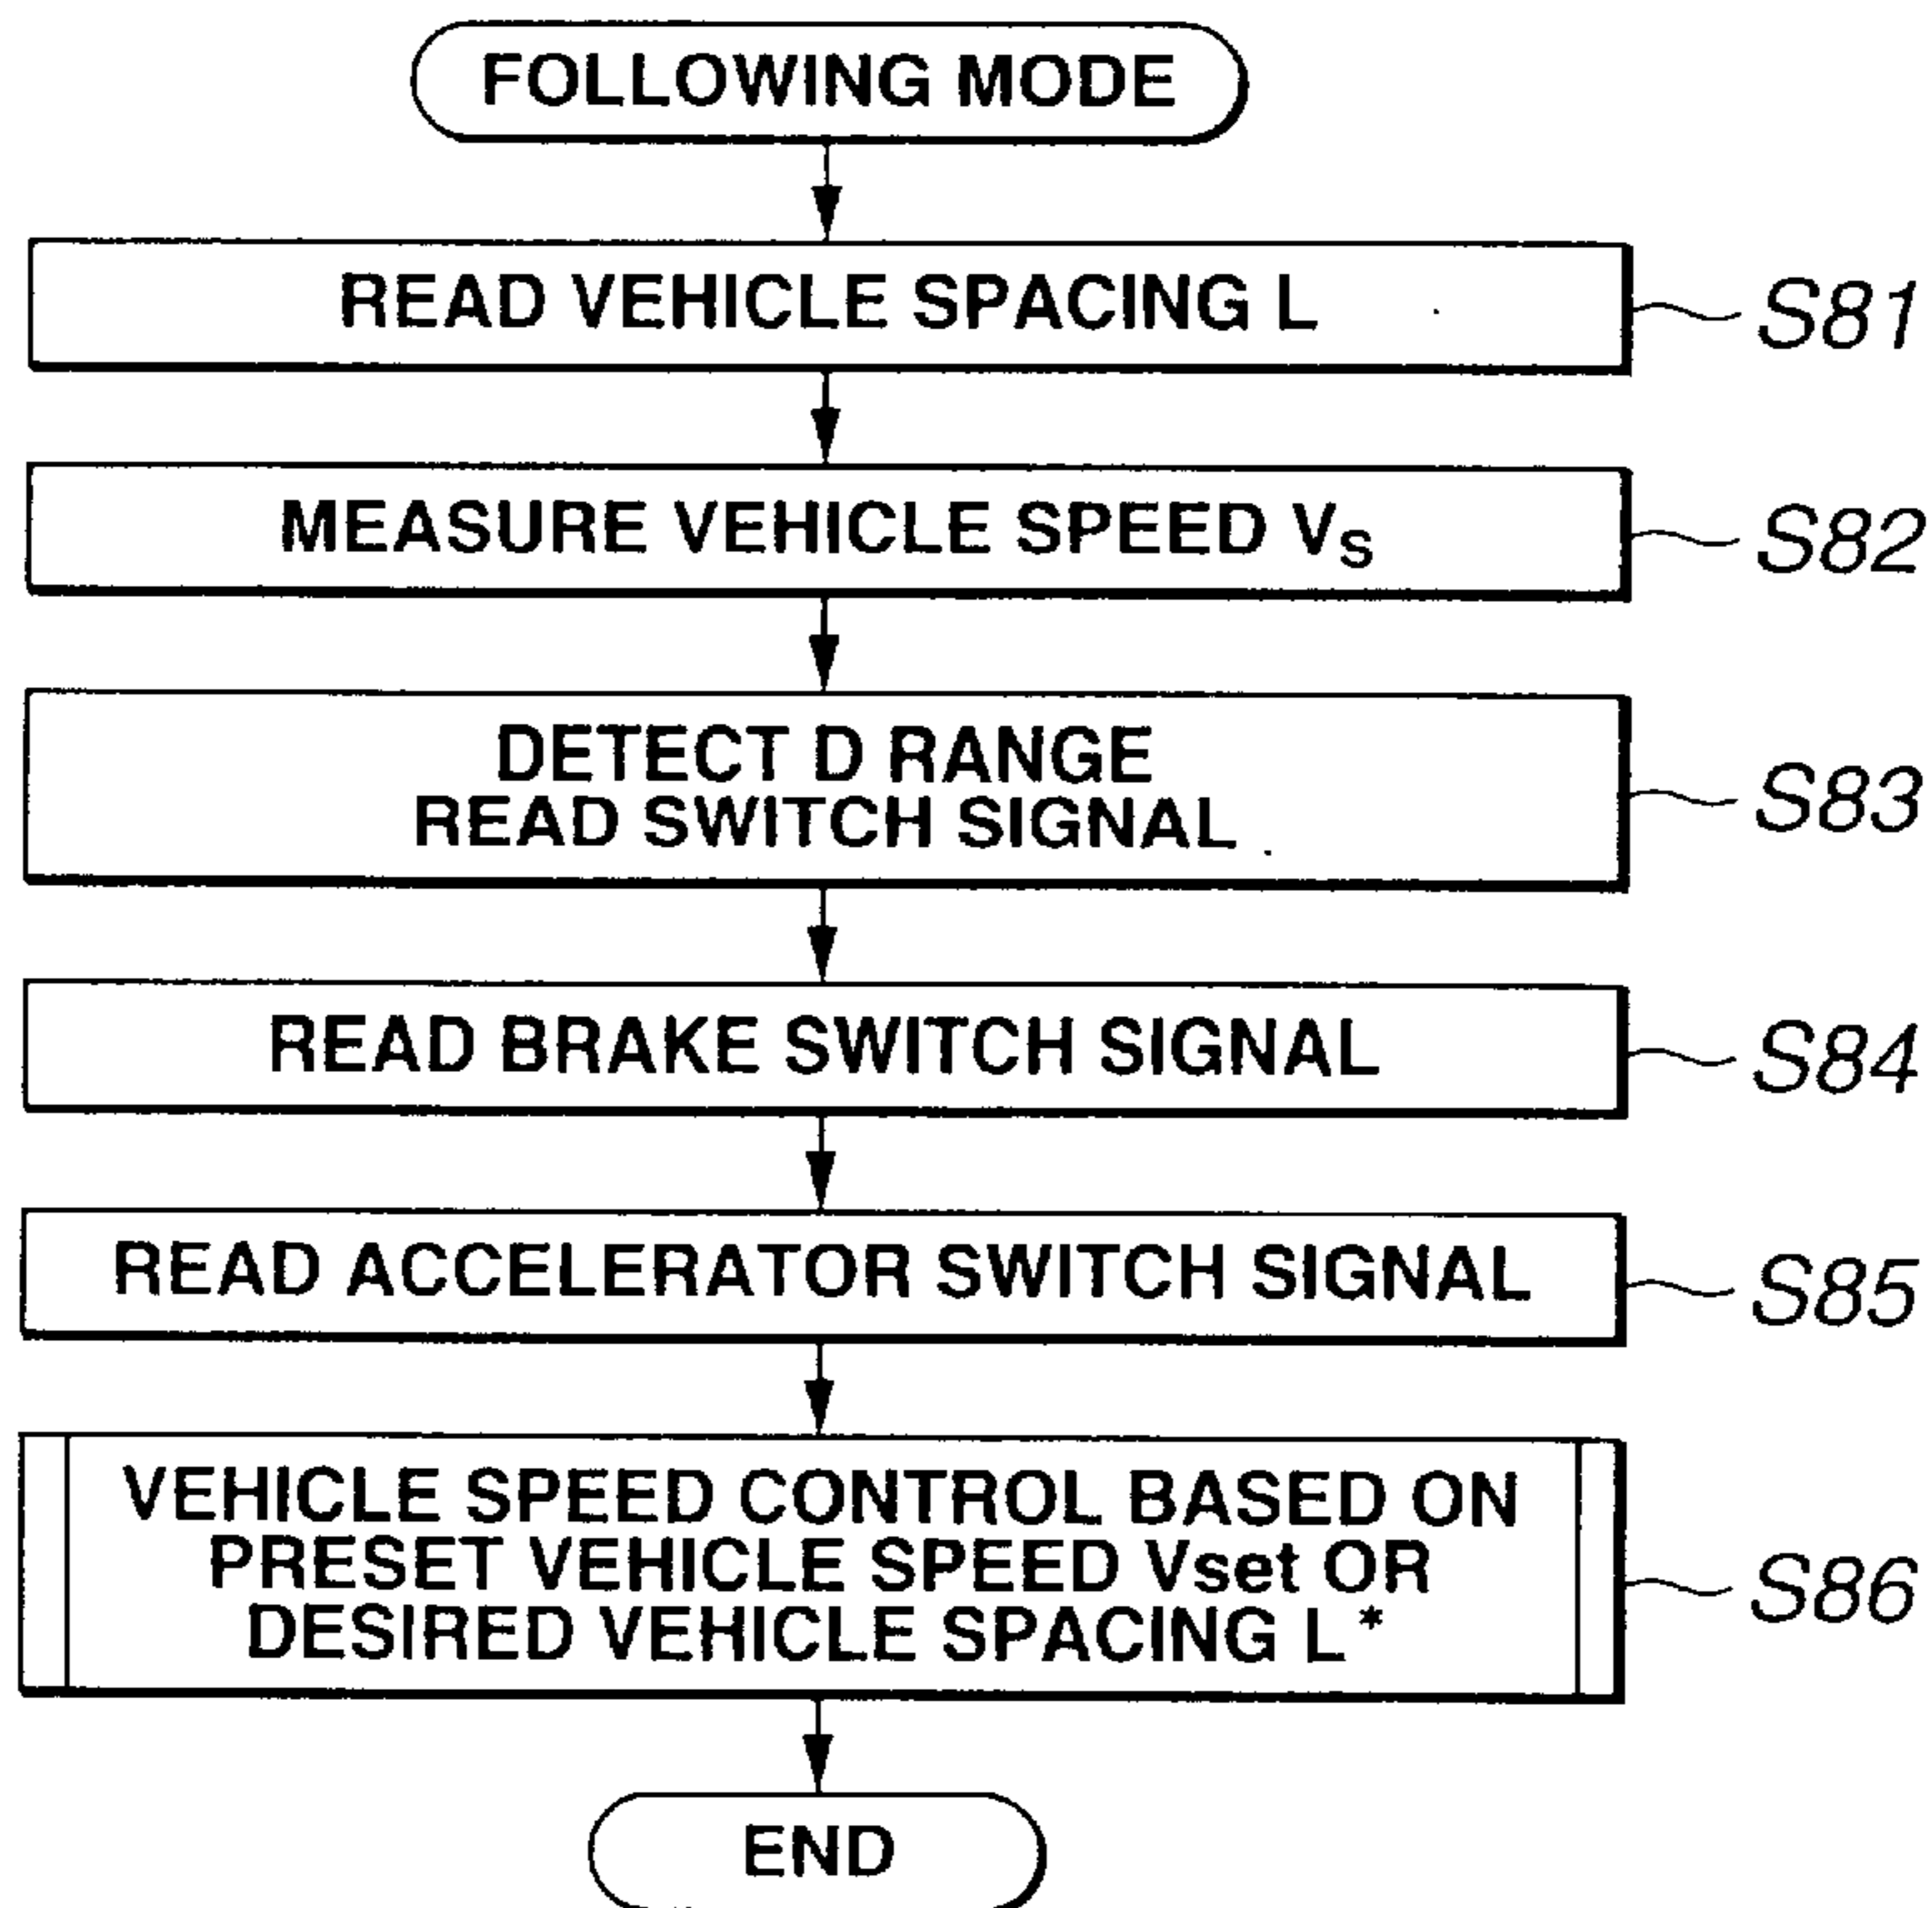 FOLLOWING MODE
READ VEHICLE SPACING L
S81
MEASURE VEHICLE SPEED VS
S82
DETECT D RANGE
READ SWITCH SIGNAL
S83
READ BRAKE SWITCH SIGNAL
S84
READ ACCELERATOR SWITCH SIGNAL
S85
VEHICLE SPEED CONTROL BASED ON
PRESET VEHICLE SPEED Vset OR
DESIRED VEHICLE SPACING L*
S86
END